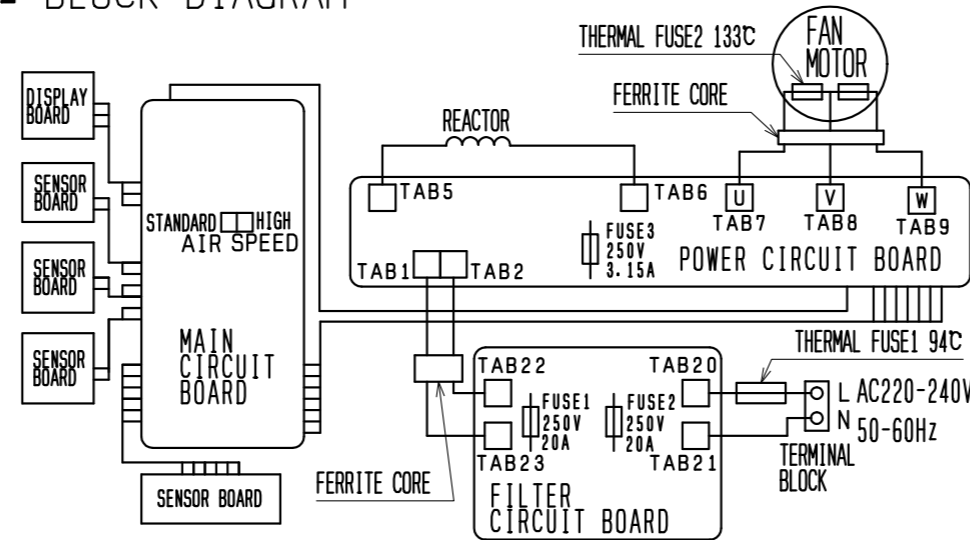 BLOCK DIAGRAM
THERMAL FUSE2 133℃
FAN
MOTOR
FERRITE CORE
DISPLAY
BOARD
REACTOR
SENSOR
BOARD
STANDARD HIGH
AIR SPEED
TAB5
TAB6
U
TAB7
V
TAB8
W
TAB9
FUSE3
250V
3.15A
POWER CIRCUIT BOARD
TAB1
TAB2
SENSOR
BOARD
SENSOR
BOARD
MAIN
CIRCUIT
BOARD
THERMAL FUSE1 94℃
TAB22
TAB20
FUSE1
250V
20A
FUSE2
250V
20A
L AC220-240V
N 50-60Hz
TAB23
TAB21
TERMINAL
BLOCK
SENSOR BOARD
FERRITE CORE
FILTER
CIRCUIT BOARD